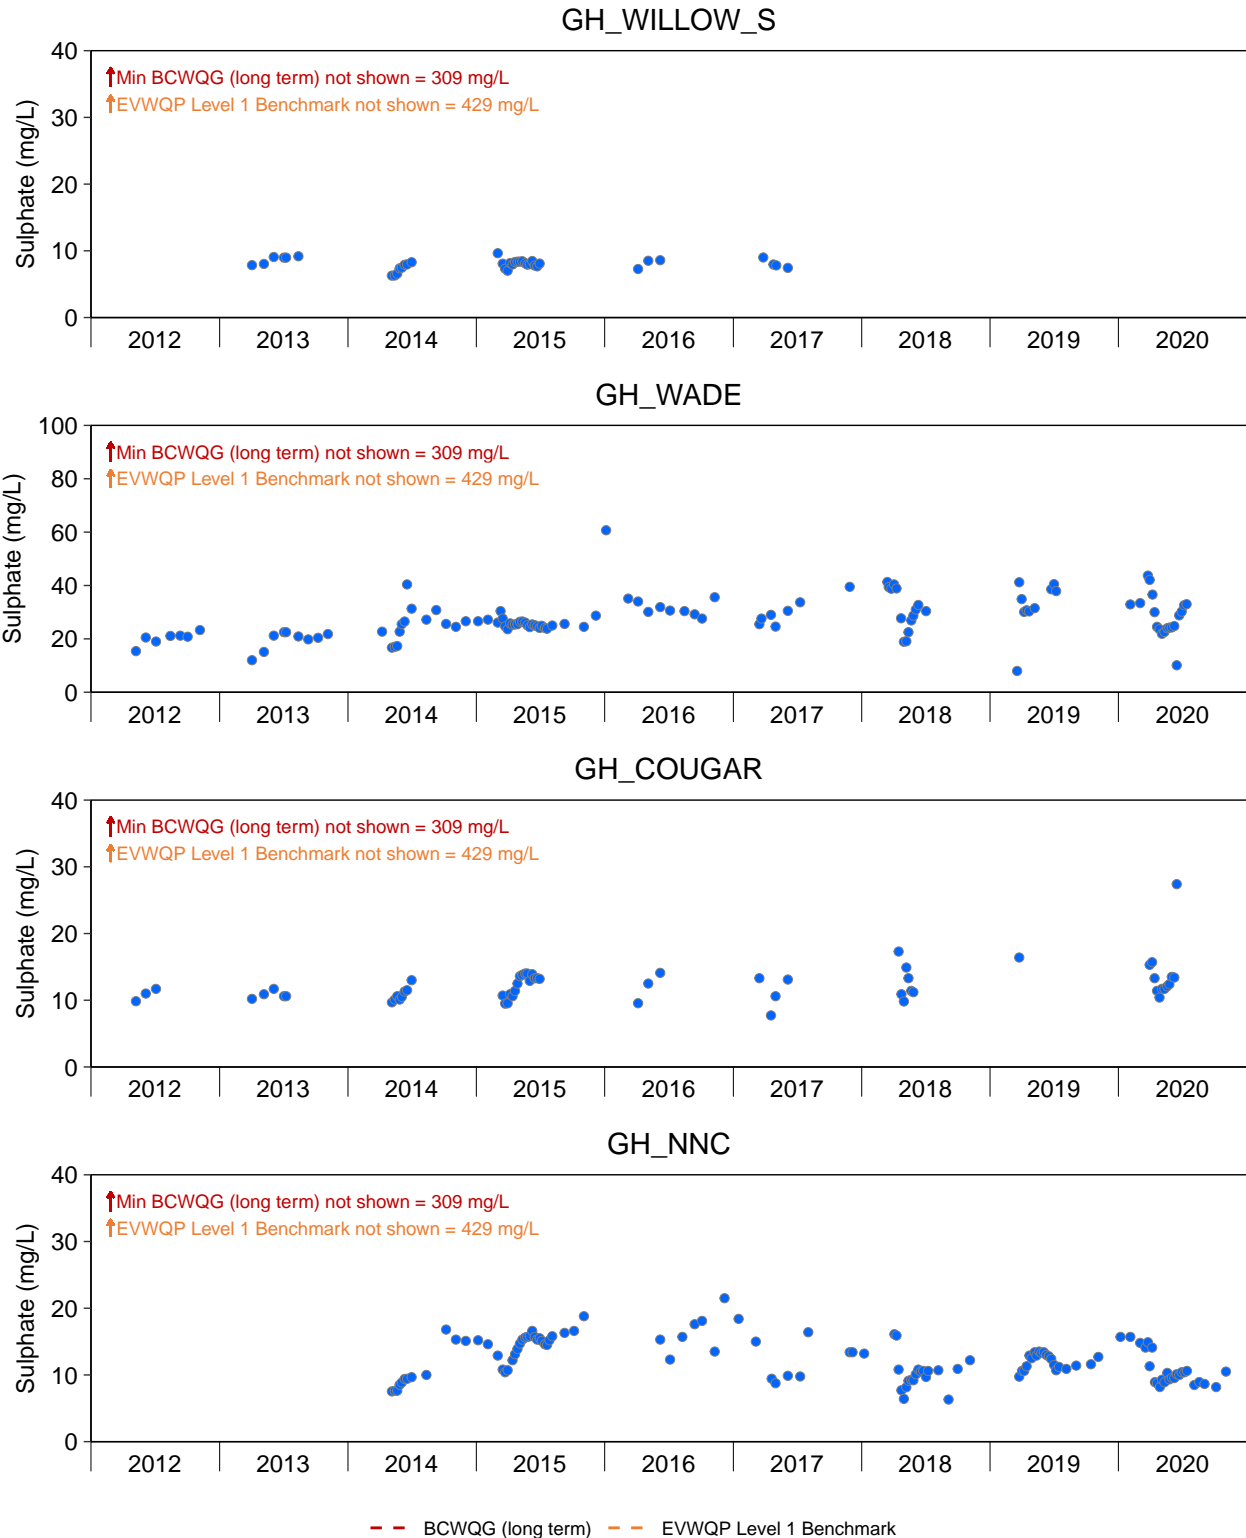 GH_WILLOW_S
40
↑Min BCWQG (long term) not shown = 309 mg/L
↑EVWQP Level 1 Benchmark not shown = 429 mg/L
30
Sulphate (mg/L)
20
10
0
2012 2013 2014 2015 2016 2017 2018 2019 2020
GH_WADE
100
↑Min BCWQG (long term) not shown = 309 mg/L
↑EVWQP Level 1 Benchmark not shown = 429 mg/L
80
60
Sulphate (mg/L)
40
20
0
2012 2013 2014 2015 2016 2017 2018 2019 2020
GH_COUGAR
40
↑Min BCWQG (long term) not shown = 309 mg/L
↑EVWQP Level 1 Benchmark not shown = 429 mg/L
30
Sulphate (mg/L)
20
10
0
2012 2013 2014 2015 2016 2017 2018 2019 2020
GH_NNC
40
↑Min BCWQG (long term) not shown = 309 mg/L
↑EVWQP Level 1 Benchmark not shown = 429 mg/L
30
Sulphate (mg/L)
20
10
0
2012 2013 2014 2015 2016 2017 2018 2019 2020
BCWQG (long term) EVWQP Level 1 Benchmark